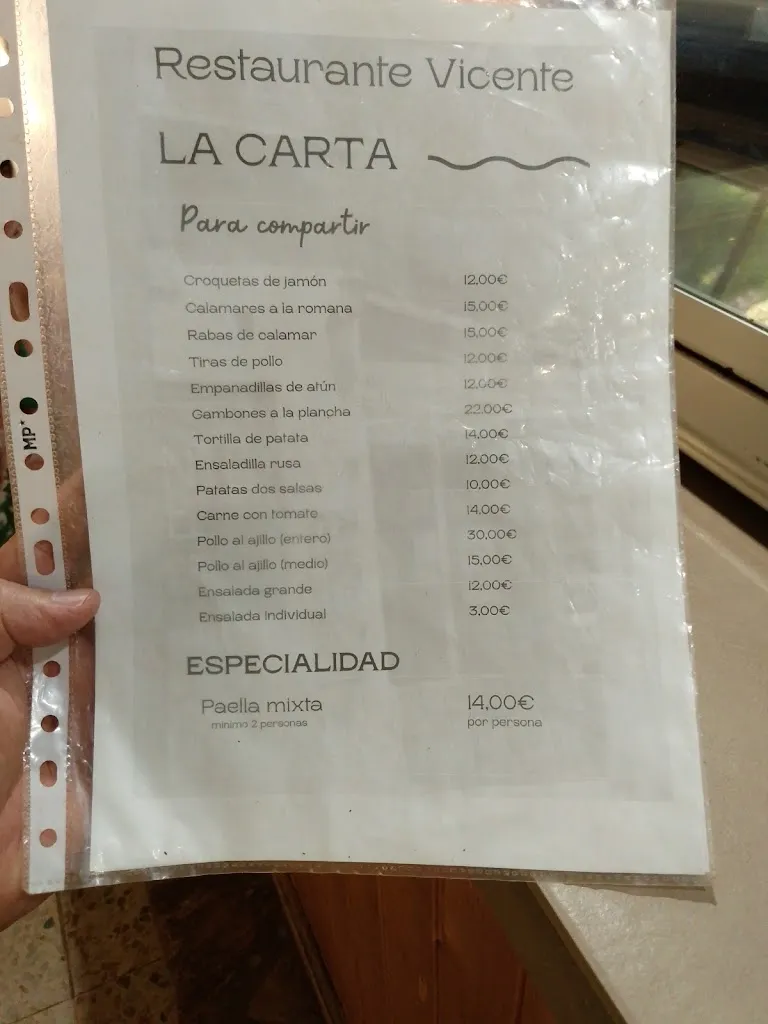 Restaurante Vicente
LA CARTA
Para compartir
Croquetas de jamón 12,00€
Calamares a la romana 15,00€
Rabas de calamar 15,00€
Tiras de pollo 12,00€
Empanadillas de atún 12,00€
Gambones a la plancha 22,00€
Tortilla de patata 14,00€
Ensaladilla rusa 12,00€
Patatas dos salsas 10,00€
Carne con tomate 14,00€
Pollo al ajillo (entero) 30,00€
Pollo al ajillo (medio) 15,00€
Ensalada grande 12,00€
Ensalada individual 3,00€
ESPECIALIDAD
Paella mixta 14,00€
minimo 2 personas por persona
MP*